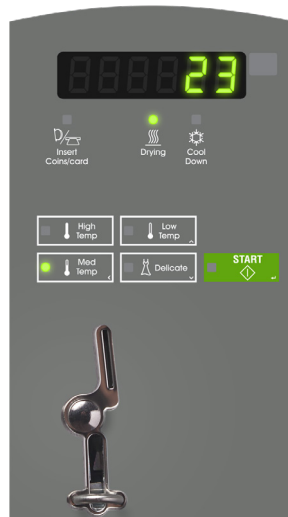 23
Insert
Coins/card
Drying
Cool
Down
High
Temp
Low
Temp
Med
Temp
Delicate
START